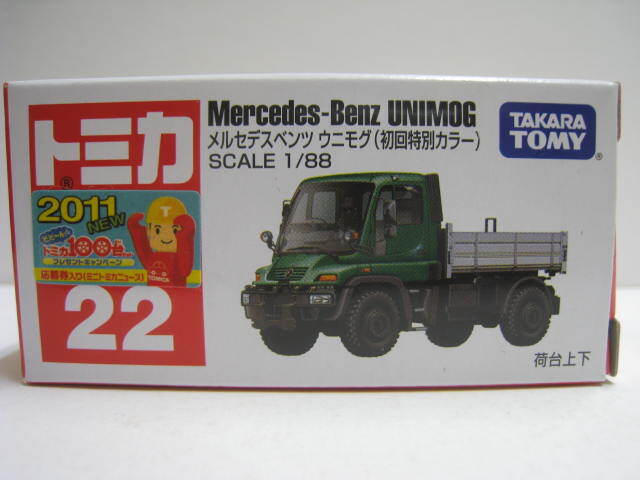 トミカ
®
2011 NEW
トミカ100台
プレゼントキャンペーン
応募券入り(ミニトミカニュース)
T
TOMICA
22
Mercedes-Benz UNIMOG
メルセデスベンツ ウニモグ(初回特別カラー)
SCALE 1/88
TAKARA
TOMY
®
荷台上下